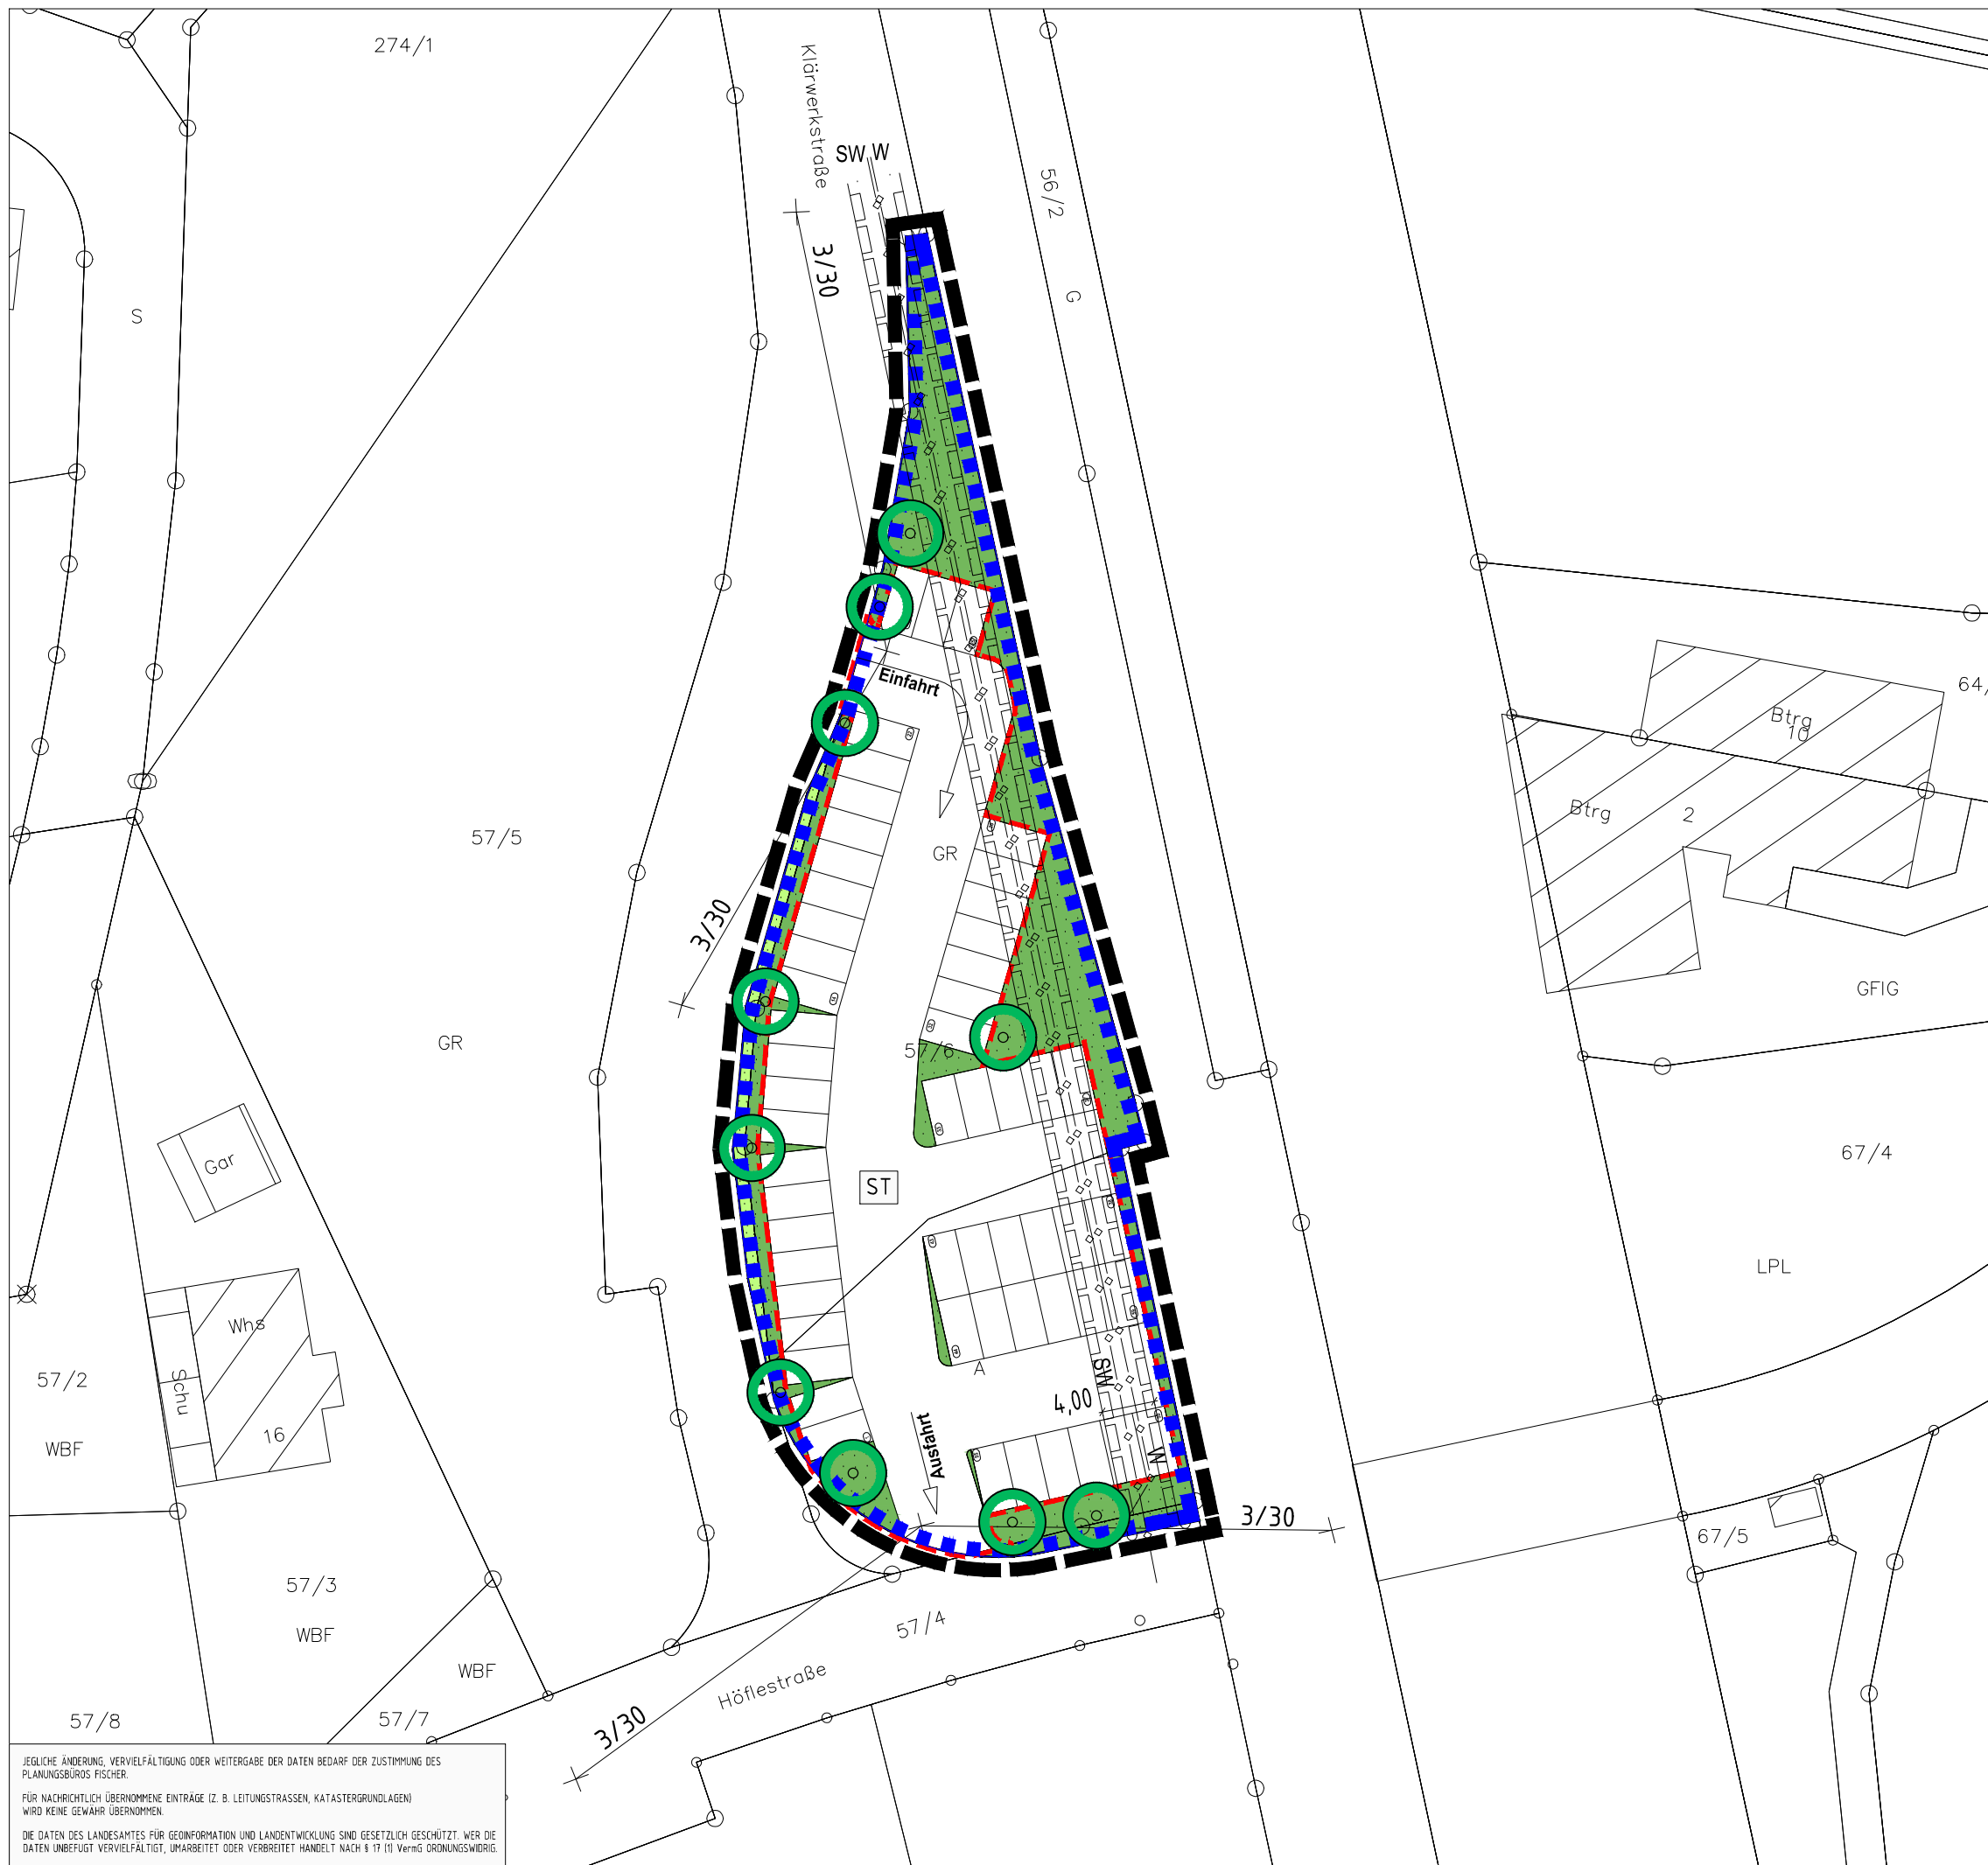 274/1
Klärwerkstraße
SW W
56/2
3/30
G
S
64/
Einfahrt
Btrg
10
Btrg
2
57/5
GR
3/30
GFIG
GR
57/6
67/4
Gar
ST
LPL
Whs
57/2
Schu
A
SW
4,00
16
WBF
Ausfahrt
W
3/30
67/5
57/3
57/4
WBF
WBF
Höflestraße
57/8
57/7
3/30
JEGLICHE ÄNDERUNG, VERVIELFÄLTIGUNG ODER WEITERGABE DER DATEN BEDARF DER ZUSTIMMUNG DES
PLANUNGSBÜROS FISCHER.
FÜR NACHRICHTLICH ÜBERNOMMENE EINTRÄGE (Z. B. LEITUNGSTRASSEN, KATASTERGRUNDLAGEN)
WIRD KEINE GEWÄHR ÜBERNOMMEN.
DIE DATEN DES LANDESAMTES FÜR GEOINFORMATION UND LANDENTWICKLUNG SIND GESETZLICH GESCHÜTZT. WER DIE
DATEN UNBEFUGT VERVIELFÄLTIGT, UMARBEITET ODER VERBREITET HANDELT NACH § 17 (1) VermG ORDNUNGSWIDRIG.